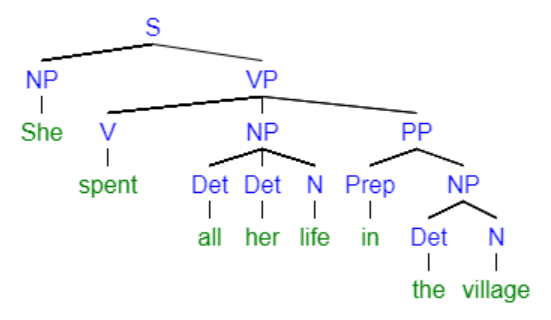 S
NP VP
She V NP PP
spent Det Det N Prep NP
all her life in Det N
the village